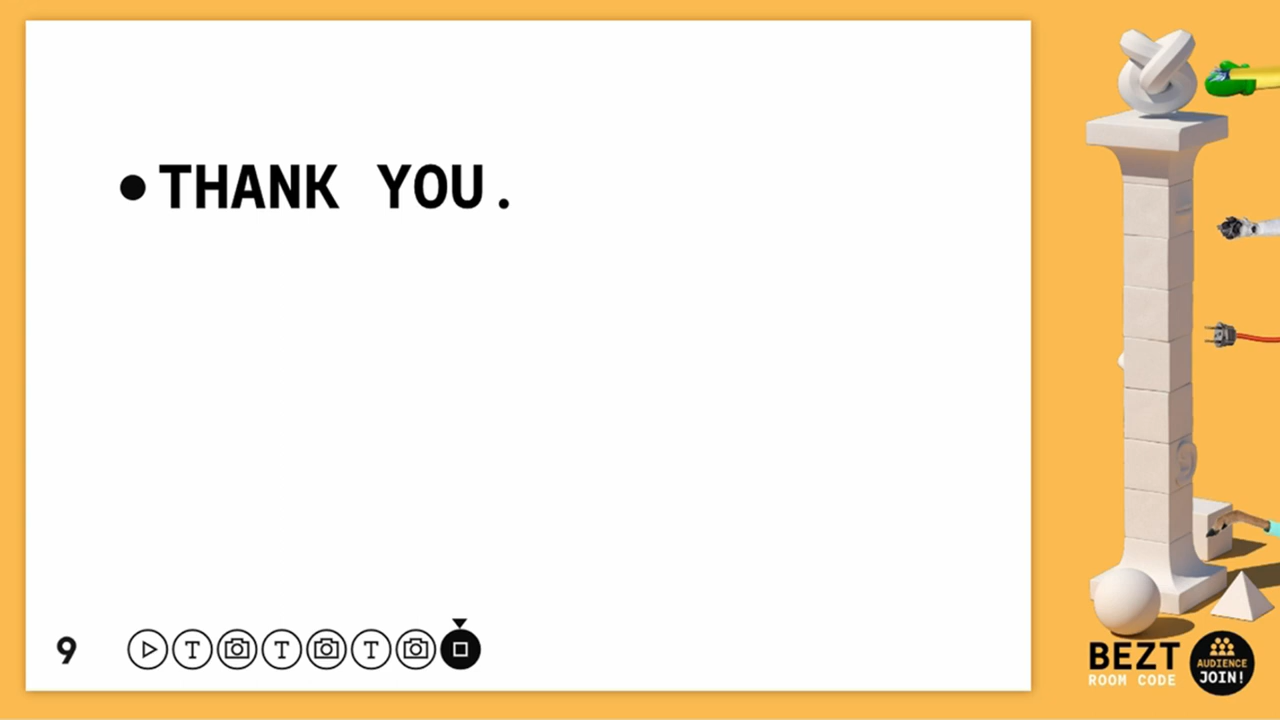 • THANK YOU.
9
T T T
BEZT
ROOM CODE
AUDIENCE
JOIN!